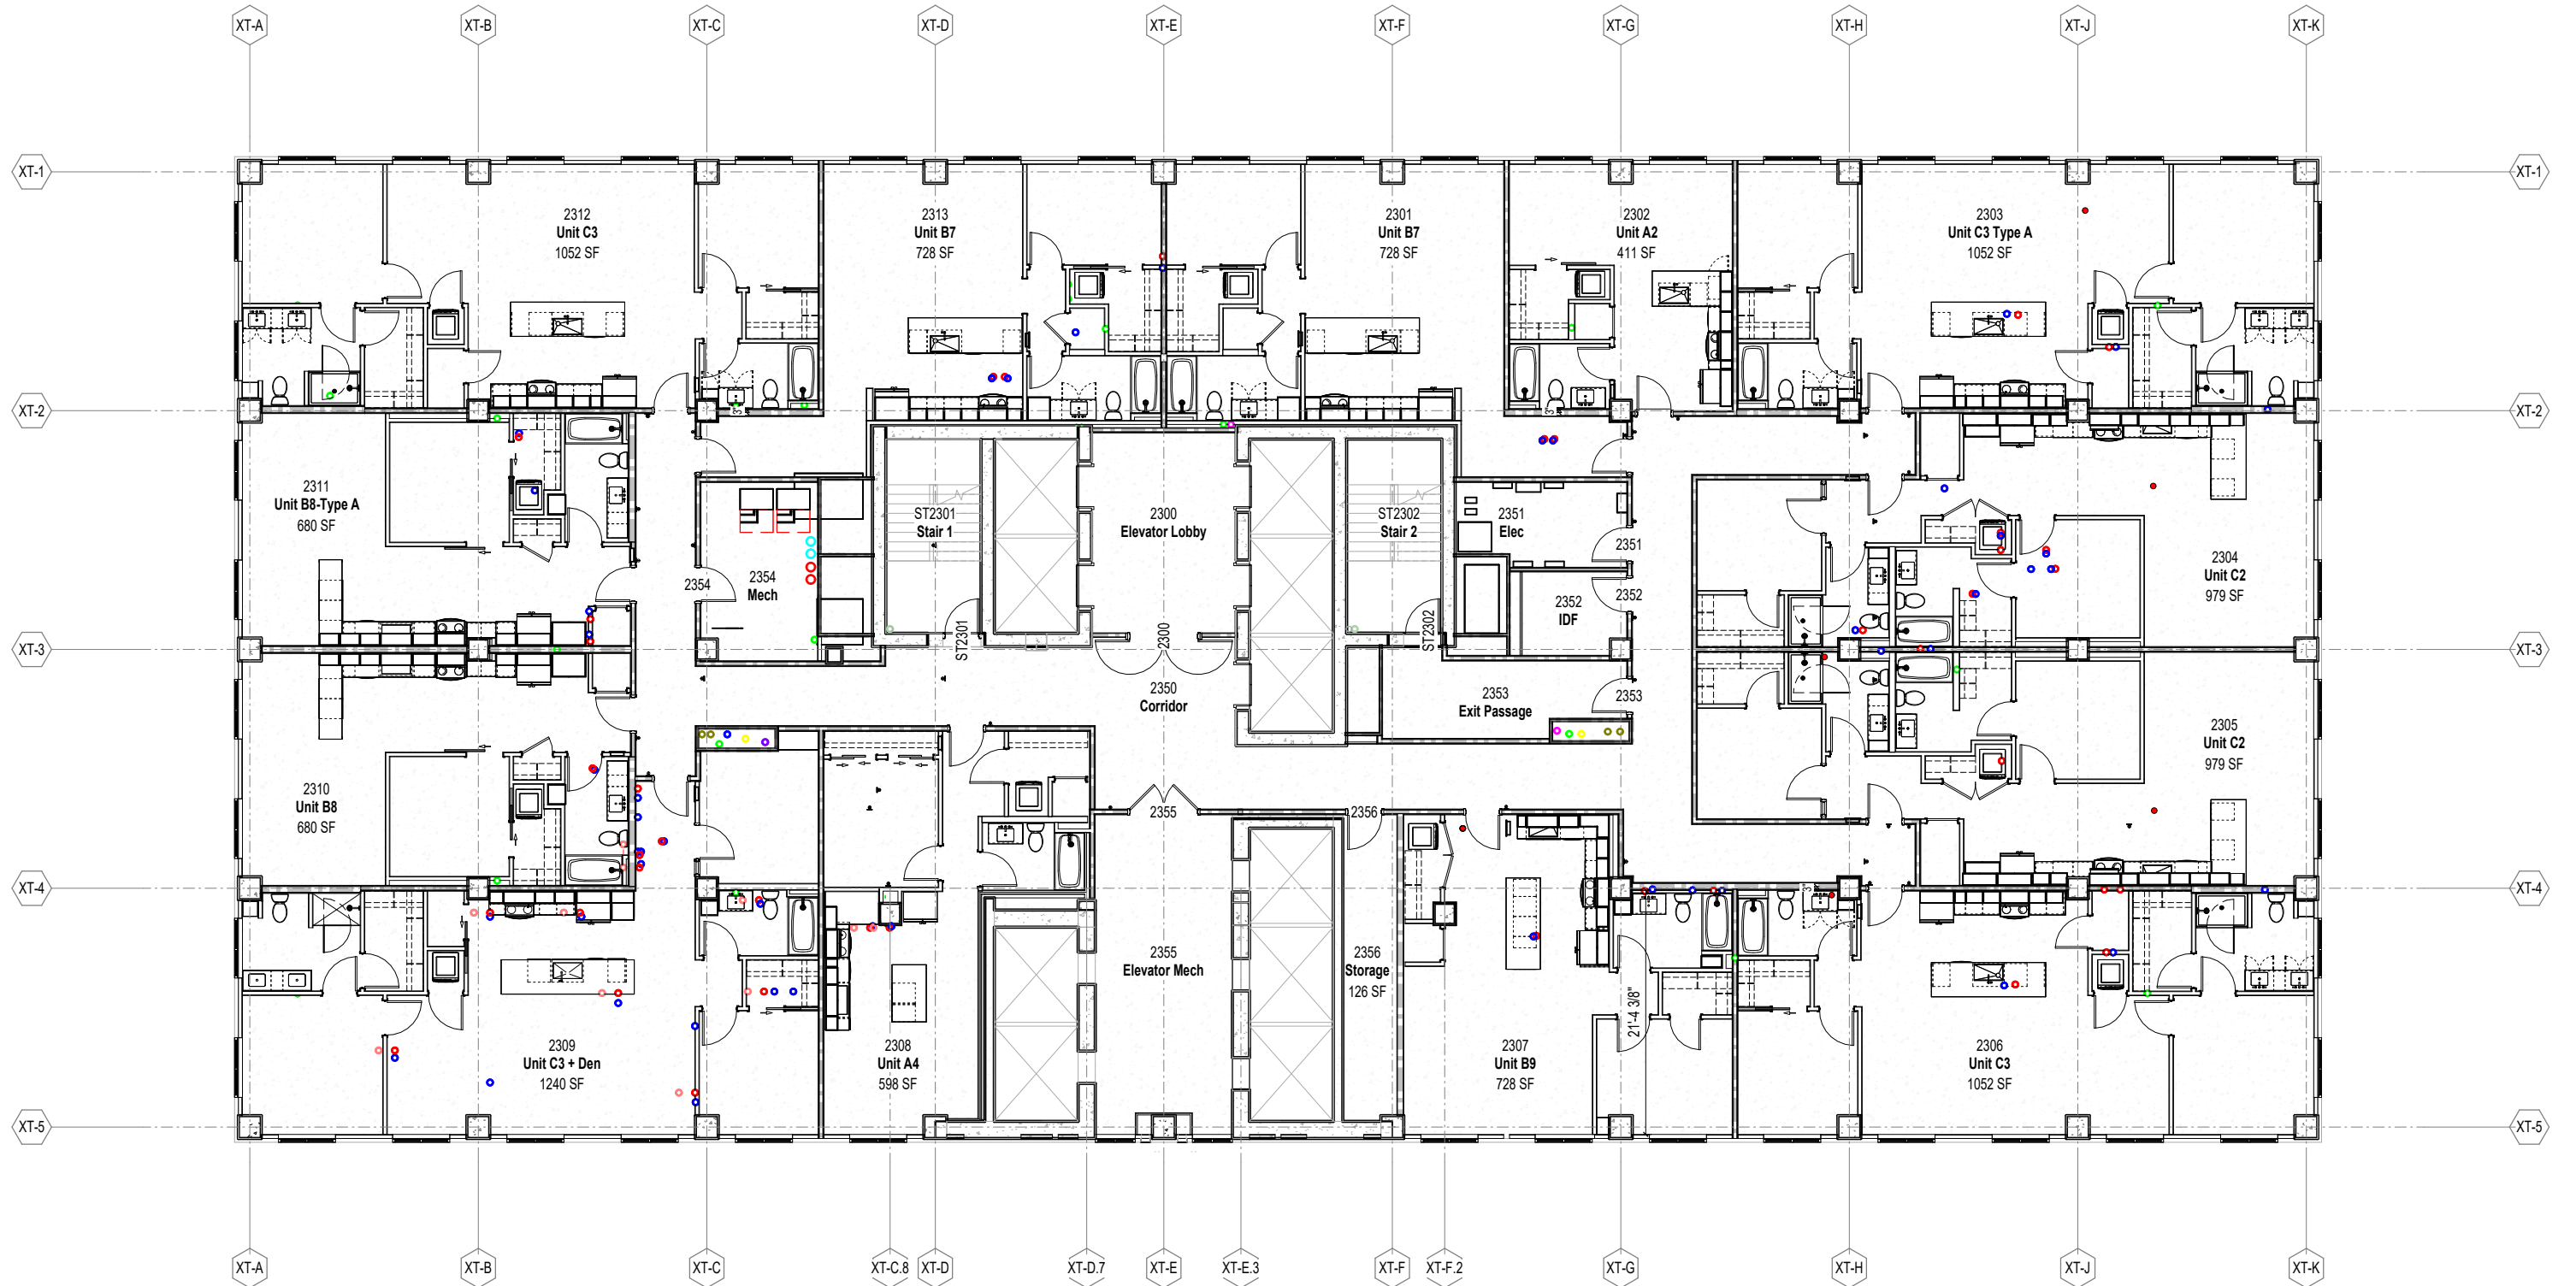 XT-A
XT-B
XT-C
XT-D
XT-E
XT-F
XT-G
XT-H
XT-J
XT-K
XT-1
XT-1
2312
Unit C3
1052 SF
2313
Unit B7
728 SF
2301
Unit B7
728 SF
2302
Unit A2
411 SF
2303
Unit C3 Type A
1052 SF
XT-2
3"
3"
XT-2
2311
Unit B8-Type A
680 SF
2354
2354
Mech
ST2301
Stair 1
ST2301
2300
Elevator Lobby
2300
ST2302
Stair 2
ST2302
2351
Elec
2351
2352
IDF
2352
2304
Unit C2
979 SF
XT-3
XT-3
2350
Corridor
2353
Exit Passage
2353
2305
Unit C2
979 SF
2310
Unit B8
680 SF
2355
2356
XT-4
3"
XT-4
2355
Elevator Mech
2356
Storage
126 SF
21'-4 3/8"
2309
Unit C3 + Den
1240 SF
2308
Unit A4
598 SF
2307
Unit B9
728 SF
2306
Unit C3
1052 SF
XT-5
XT-5
XT-A
XT-B
XT-C
XT-C.8
XT-D
XT-D.7
XT-E
XT-E.3
XT-F
XT-F.2
XT-G
XT-H
XT-J
XT-K